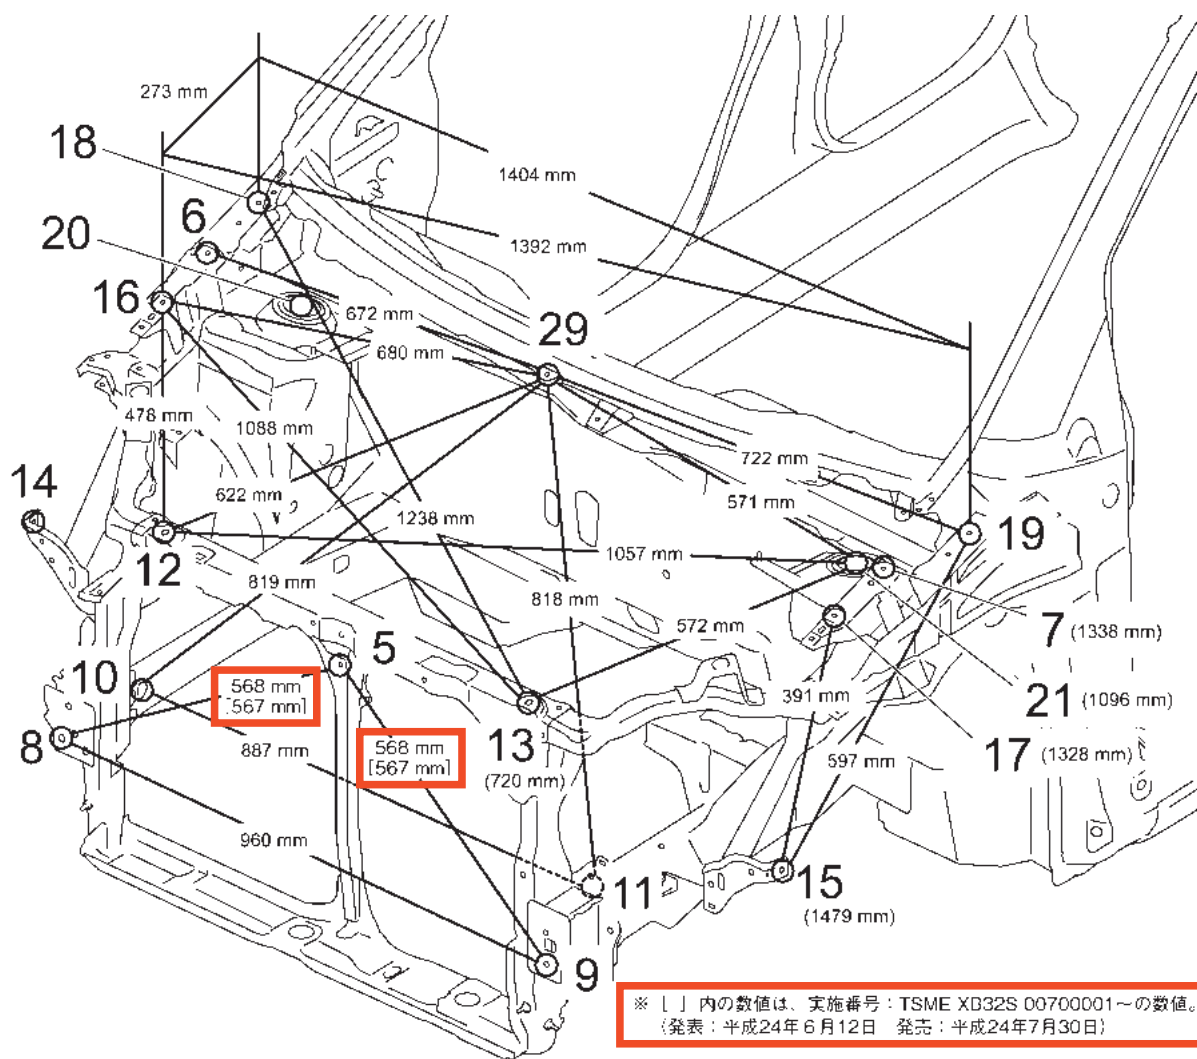 273 mm
18
1404 mm
6
20
1392 mm
16
672 mm
29
680 mm
478 mm
1088 mm
722 mm
14
622 mm
571 mm
1238 mm
19
12
1057 mm
819 mm
818 mm
572 mm
7 (1338 mm)
5
10
568 mm
[567 mm]
391 mm
21 (1096 mm)
8
887 mm
568 mm
[567 mm]
13
(720 mm)
17 (1328 mm)
597 mm
960 mm
11
15
(1479 mm)
9
※ [ ] 内の数値は、実施番号：TSME XB32S 00700001～の数値。
(発表：平成24年6月12日 発売：平成24年7月30日)